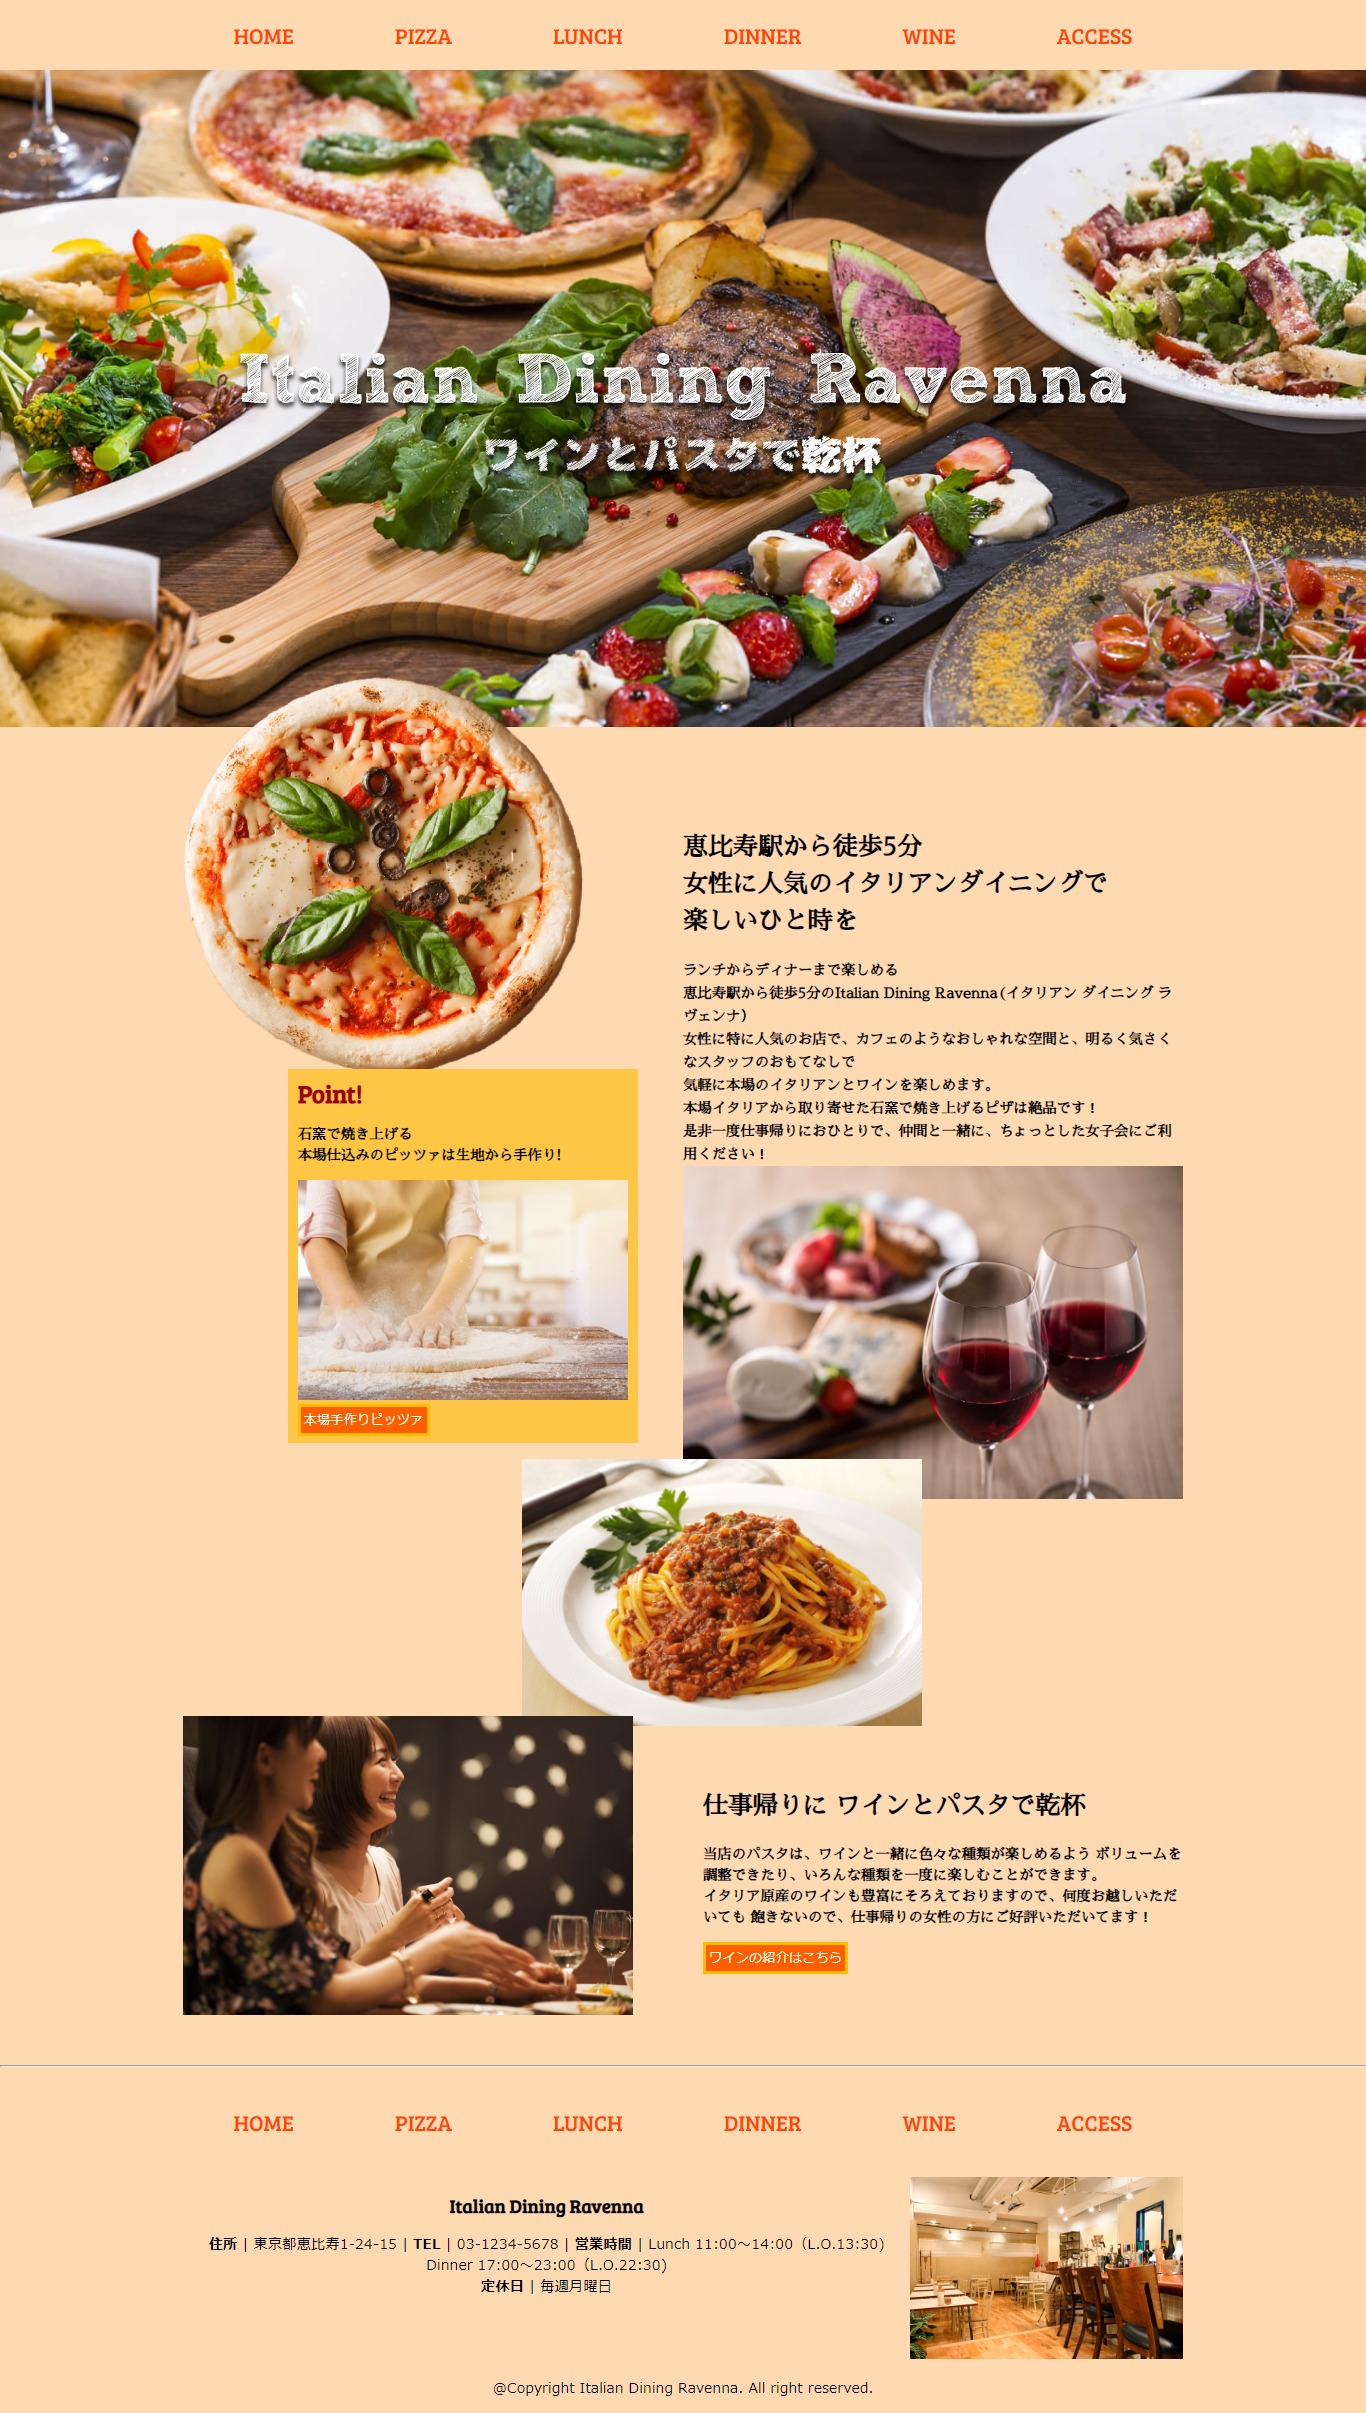 HOME PIZZA LUNCH DINNER WINE ACCESS
Italian Dining Ravenna
ワインとパスタで乾杯
恵比寿駅から徒歩5分
女性に人気のイタリアンダイニングで
楽しいひと時を
ランチからディナーまで楽しめる
恵比寿駅から徒歩5分のItalian Dining Ravenna(イタリアン ダイニング ラ
ヴェンナ）
女性に特に人気のお店で、カフェのようなおしゃれな空間と、明るく気さく
なスタッフのおもてなしで
気軽に本場のイタリアンとワインを楽しめます。
本場イタリアから取り寄せた石窯で焼き上げるピザは絶品です！
是非一度仕事帰りにおひとりで、仲間と一緒に、ちょっとした女子会にご利
用ください！
Point!
石窯で焼き上げる
本場仕込みのピッツァは生地から手作り!
本場手作りピッツァ
仕事帰りに ワインとパスタで乾杯
当店のパスタは、ワインと一緒に色々な種類が楽しめるよう ボリュームを
調整できたり、いろんな種類を一度に楽しむことができます。
イタリア原産のワインも豊富にそろえておりますので、何度お越しいただ
いても 飽きないので、仕事帰りの女性の方にご好評いただいてます！
ワインの紹介はこちら
HOME PIZZA LUNCH DINNER WINE ACCESS
Italian Dining Ravenna
住所 | 東京都恵比寿1-24-15 | TEL | 03-1234-5678 | 営業時間 | Lunch 11:00～14:00（L.O.13:30)
Dinner 17:00～23:00（L.O.22:30)
定休日 | 毎週月曜日
@Copyright Italian Dining Ravenna. All right reserved.